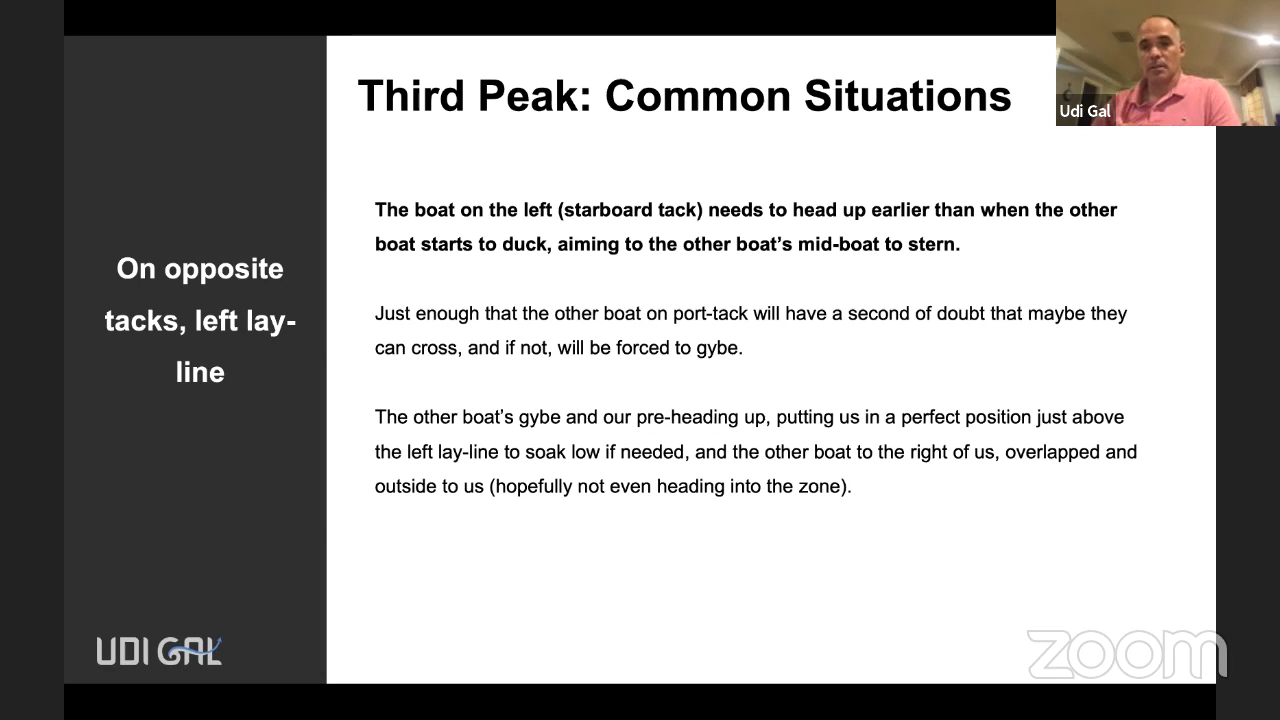 Third Peak: Common Situations
Udi Gal
On opposite
tacks, left lay-
line
The boat on the left (starboard tack) needs to head up earlier than when the other
boat starts to duck, aiming to the other boat’s mid-boat to stern.
Just enough that the other boat on port-tack will have a second of doubt that maybe they
can cross, and if not, will be forced to gybe.
The other boat’s gybe and our pre-heading up, putting us in a perfect position just above
the left lay-line to soak low if needed, and the other boat to the right of us, overlapped and
outside to us (hopefully not even heading into the zone).
UDI GAL
zoom